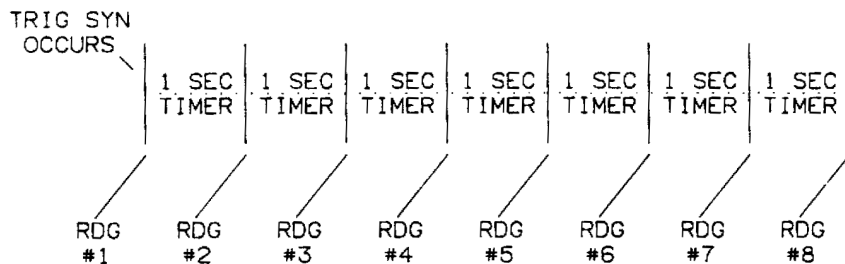 TRIG SYN
OCCURS
1 SEC 1 SEC 1 SEC 1 SEC 1 SEC 1 SEC 1 SEC
TIMER TIMER TIMER TIMER TIMER TIMER TIMER
RDG RDG RDG RDG RDG RDG RDG RDG
#1 #2 #3 #4 #5 #6 #7 #8